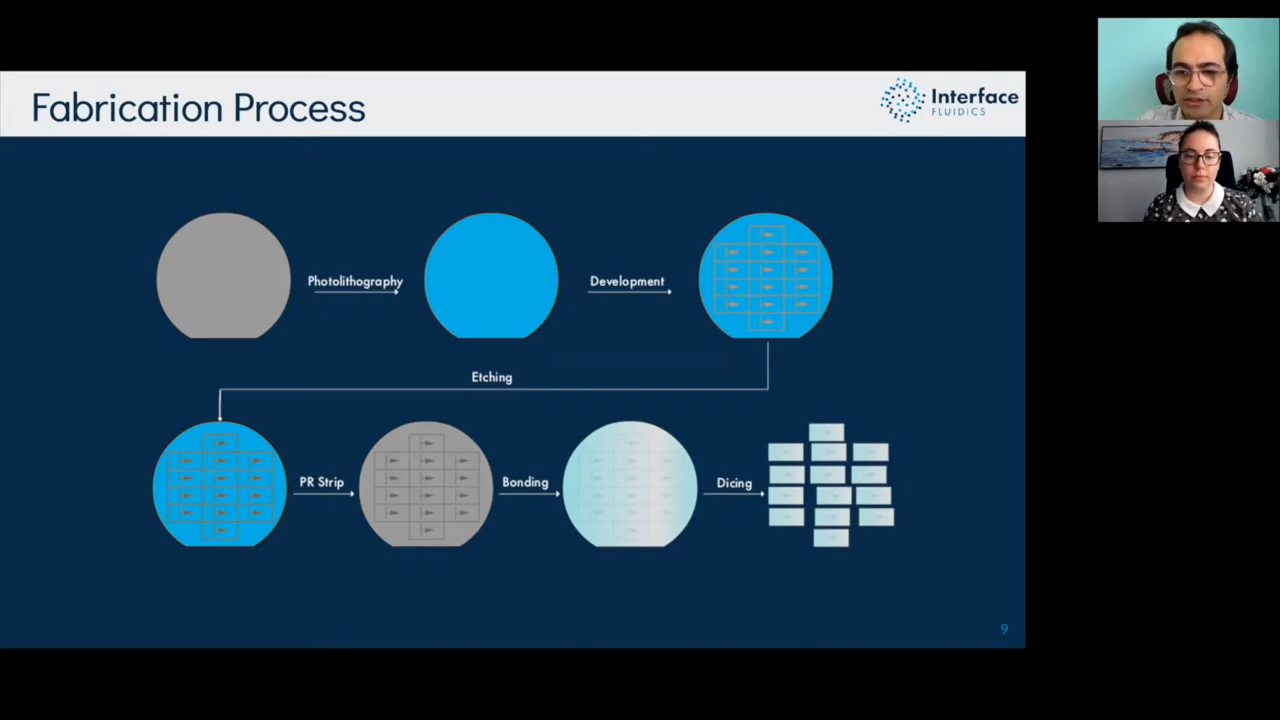 Fabrication Process
Interface
FLUIDICS
Photolithography
Development
Etching
PR Strip
Bonding
Dicing
9